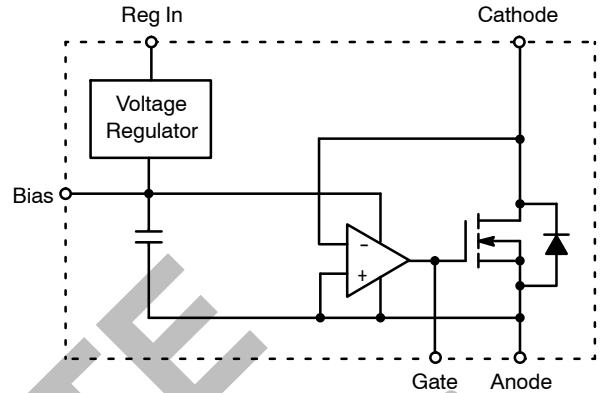 Reg In
Cathode
Voltage
Regulator
Bias
−
+
Gate
Anode